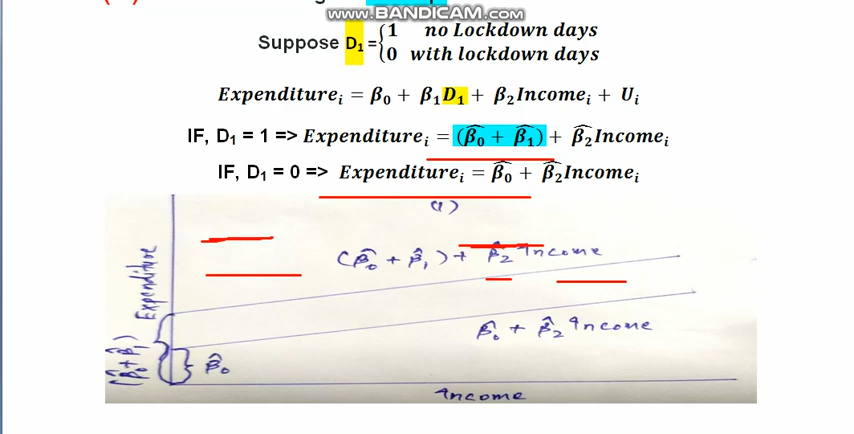 www.BANDICAM.com
Suppose D₁ = { 1 no Lockdown days
0 with lockdown days
Expenditureᵢ = β₀ + β₁D₁ + β₂Incomeᵢ + Uᵢ
IF, D₁ = 1 => Expenditureᵢ = (β̂₀ + β̂₁) + β̂₂Incomeᵢ
IF, D₁ = 0 => Expenditureᵢ = β̂₀ + β̂₂Incomeᵢ
(1)
(β̂₀ + β̂₁) + β̂₂ Income
Expenditure
β̂₀ + β̂₂ Income
(β̂₀ + β̂₁)
β̂₀
Income